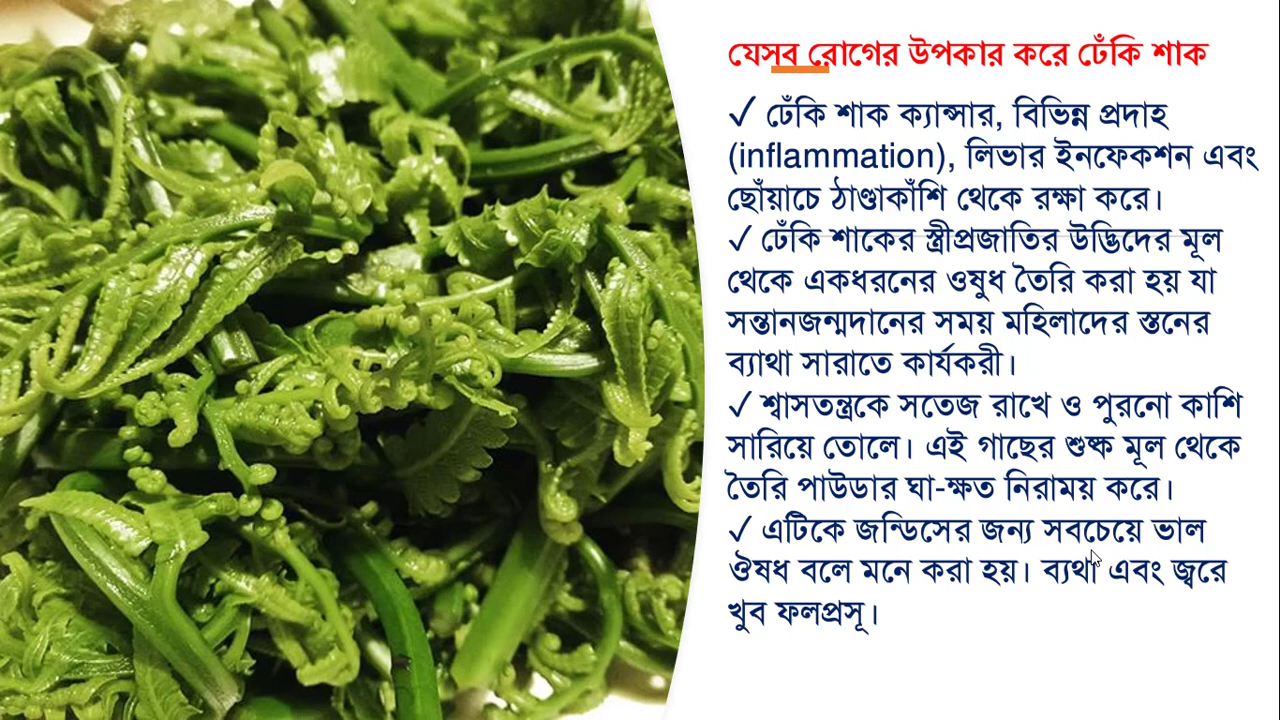 যেসব রোগের উপকার করে ঢেঁকি শাক
✓ ঢেঁকি শাক ক্যান্সার, বিভিন্ন প্রদাহ
(inflammation), লিভার ইনফেকশন এবং
ছোঁয়াচে ঠাণ্ডাকাঁশি থেকে রক্ষা করে।
✓ ঢেঁকি শাকের স্ত্রীপ্রজাতির উদ্ভিদের মূল
থেকে একধরনের ওষুধ তৈরি করা হয় যা
সন্তানজন্মদানের সময় মহিলাদের স্তনের
ব্যাথা সারাতে কার্যকরী।
✓ শ্বাসতন্ত্রকে সতেজ রাখে ও পুরনো কাশি
সারিয়ে তোলে। এই গাছের শুষ্ক মূল থেকে
তৈরি পাউডার ঘা-ক্ষত নিরাময় করে।
✓ এটিকে জন্ডিসের জন্য সবচেয়ে ভাল
ঔষধ বলে মনে করা হয়। ব্যথা এবং জ্বরে
খুব ফলপ্রসূ।